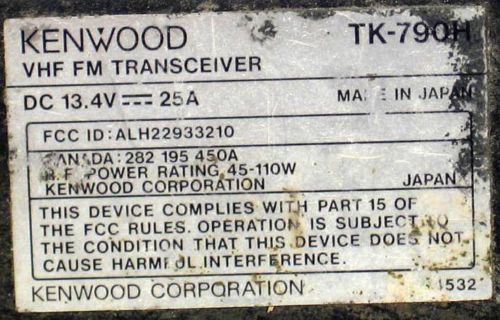 KENWOOD TK-790H
VHF FM TRANSCEIVER
DC 13.4V 25A MADE IN JAPAN
FCC ID: ALH22933210
CANADA: 282 195 450A
R.F. POWER RATING 45-110W
KENWOOD CORPORATION JAPAN
THIS DEVICE COMPLIES WITH PART 15 OF
THE FCC RULES. OPERATION IS SUBJECT TO
THE CONDITION THAT THIS DEVICE DOES NOT
CAUSE HARMFUL INTERFERENCE.
KENWOOD CORPORATION 4532